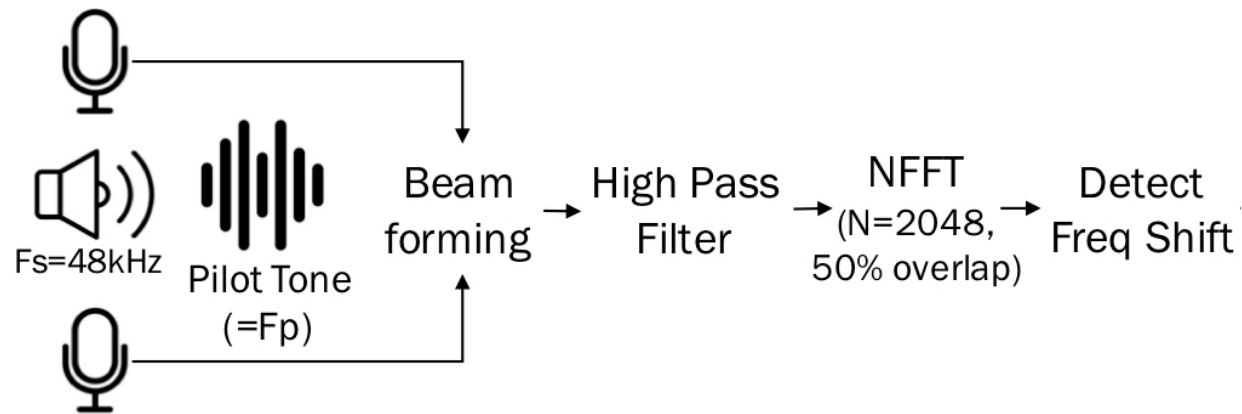 Fs=48kHz
Pilot Tone
(=Fp)
Beam
forming
High Pass
Filter
NFFT
(N=2048,
50% overlap)
Detect
Freq Shift